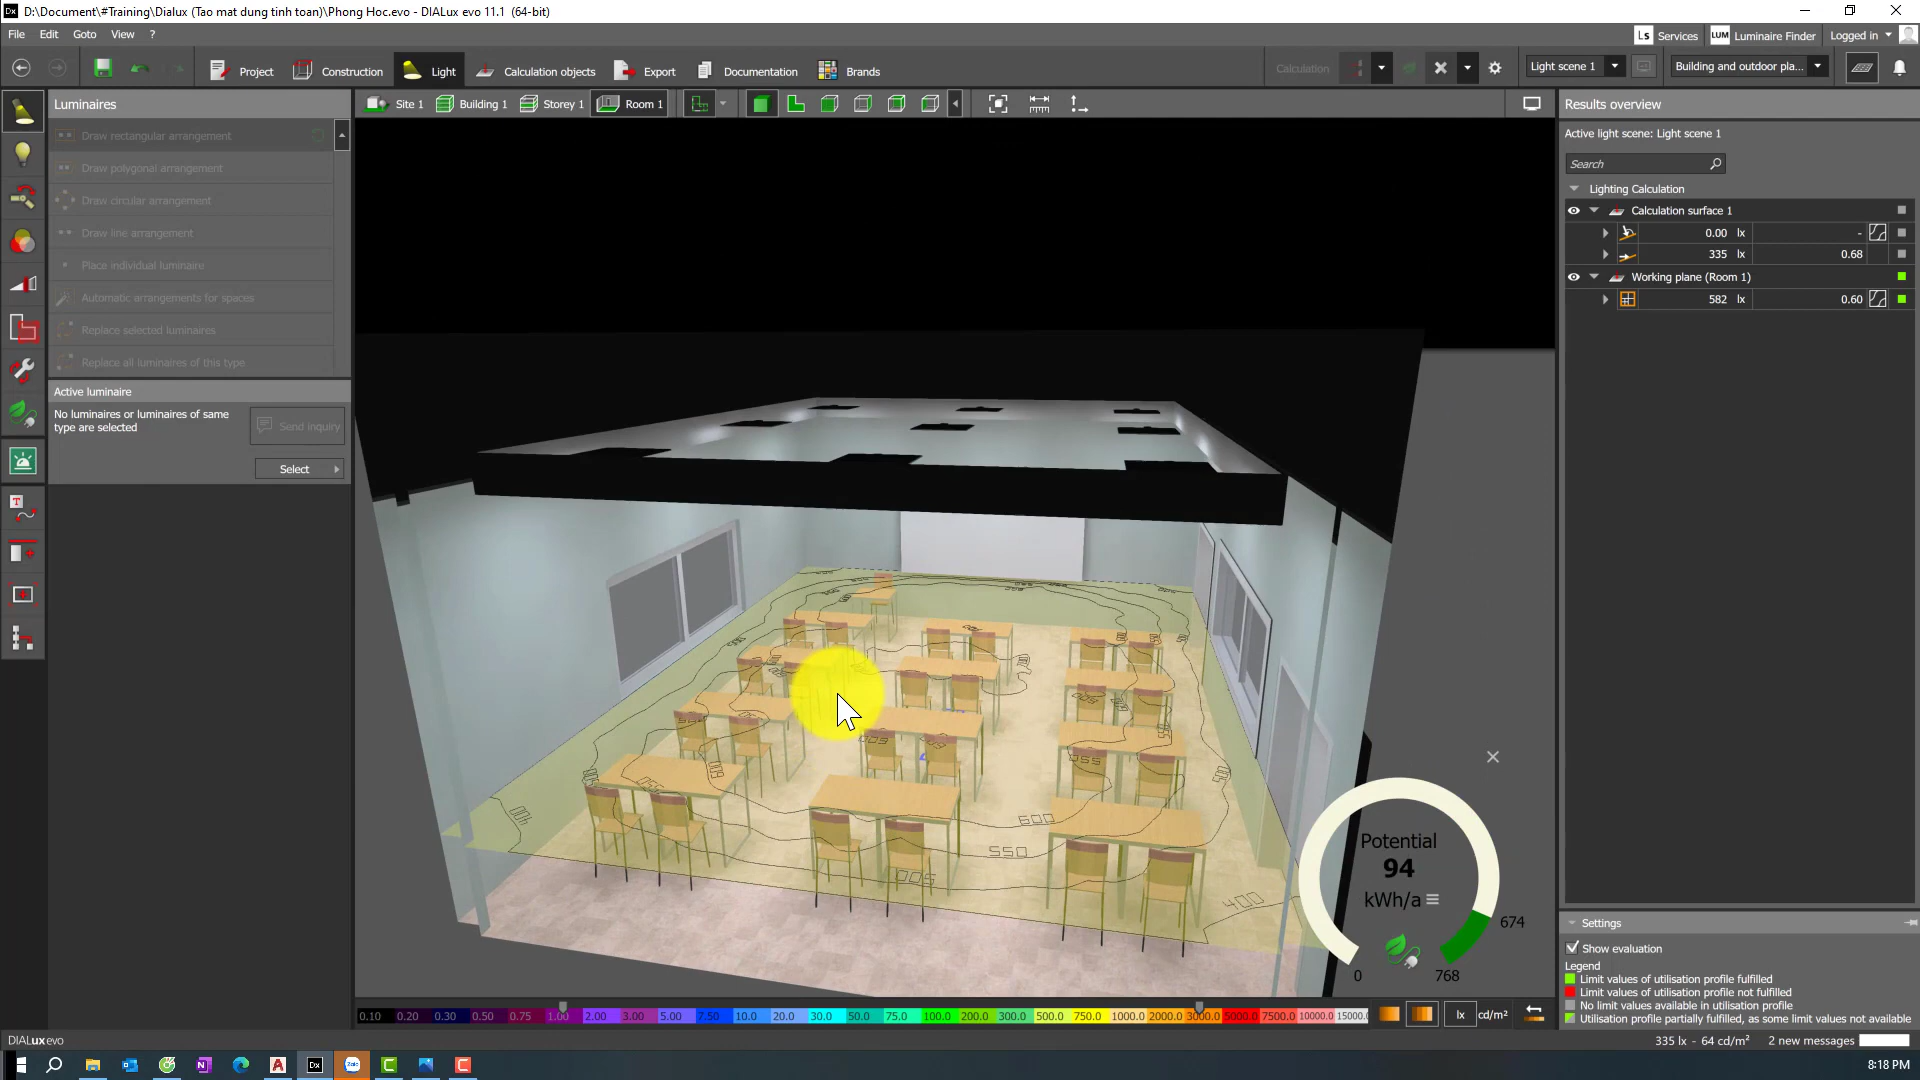 D:\Document\#Training\Dialux (Tao mat dung tinh toan)\Phong Hoc.evo - DIALux evo 11.1 (64-bit)
File Edit Goto View ?
Ls Services LUM Luminaire Finder Logged in
Project Construction Light Calculation objects Export Documentation Brands Calculation Light scene 1 Building and outdoor pla...
Luminaires
Site 1 Building 1 Storey 1 Room 1
Results overview
Draw rectangular arrangement
Draw polygonal arrangement
Draw circular arrangement
Draw line arrangement
Place individual luminaire
Automatic arrangements for spaces
Replace selected luminaires
Replace all luminaires of this type
Active luminaire
No luminaires or luminaires of same
type are selected
Send inquiry
Select
Active light scene: Light scene 1
Search
Lighting Calculation
Calculation surface 1
0.00 lx -
335 lx 0.68
Working plane (Room 1)
582 lx 0.60
600
550
500
400
400
Potential
94
kWh/a
674
0 768
Settings
Show evaluation
Legend
Limit values of utilisation profile fulfilled
Limit values of utilisation profile not fulfilled
No limit values available in utilisation profile
Utilisation profile partially fulfilled, as some limit values not available
0.10 0.20 0.30 0.50 0.75 1.00 2.00 3.00 5.00 7.50 10.0 20.0 30.0 50.0 75.0 100.0 200.0 300.0 500.0 750.0 1000.0 2000.0 3000.0 5000.0 7500.0 10000.0 15000. lx cd/m²
DIALux evo
335 lx - 64 cd/m² 2 new messages
8:18 PM